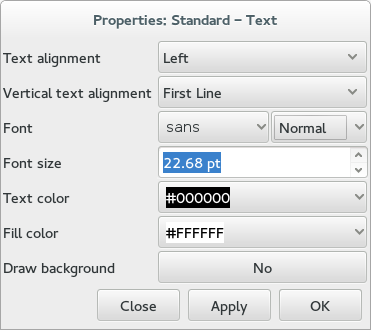 Properties: Standard – Text
Text alignment Left
Vertical text alignment First Line
Font sans Normal
Font size 22.68 pt
Text color #000000
Fill color #FFFFFF
Draw background No
Close Apply OK